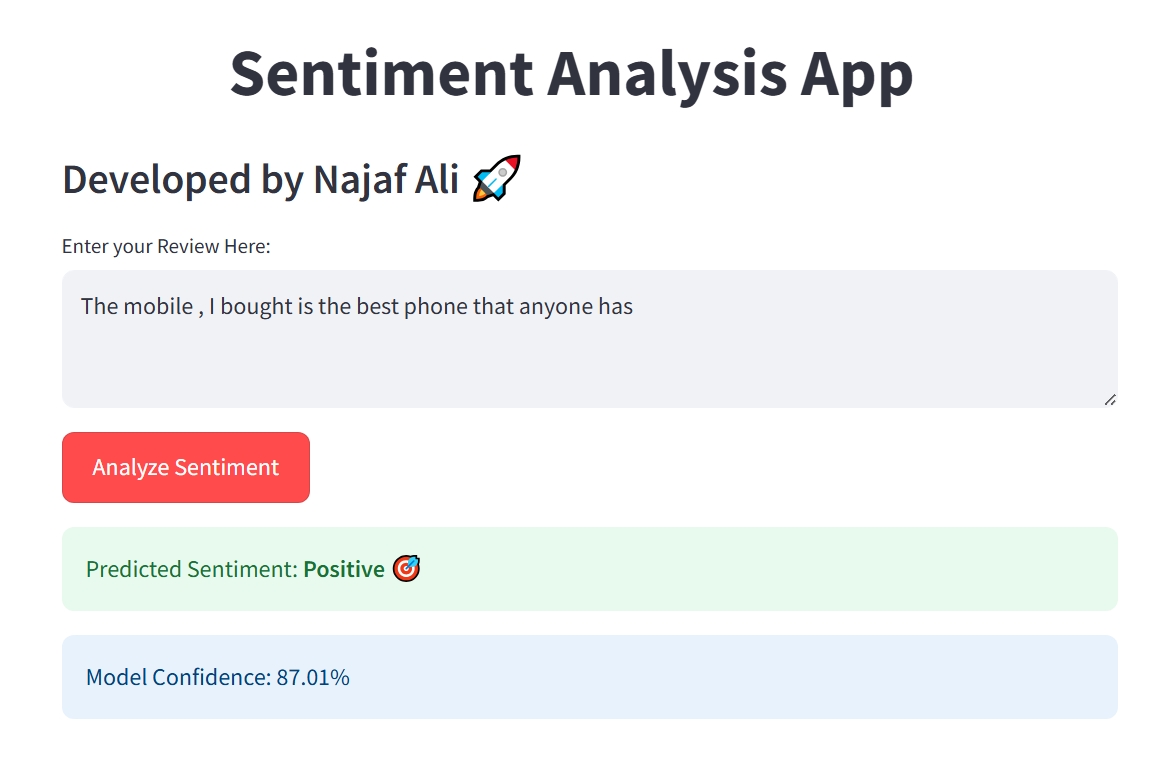 Sentiment Analysis App
Developed by Najaf Ali 🚀
Enter your Review Here:
The mobile , I bought is the best phone that anyone has
Analyze Sentiment
Predicted Sentiment: Positive 🎯
Model Confidence: 87.01%